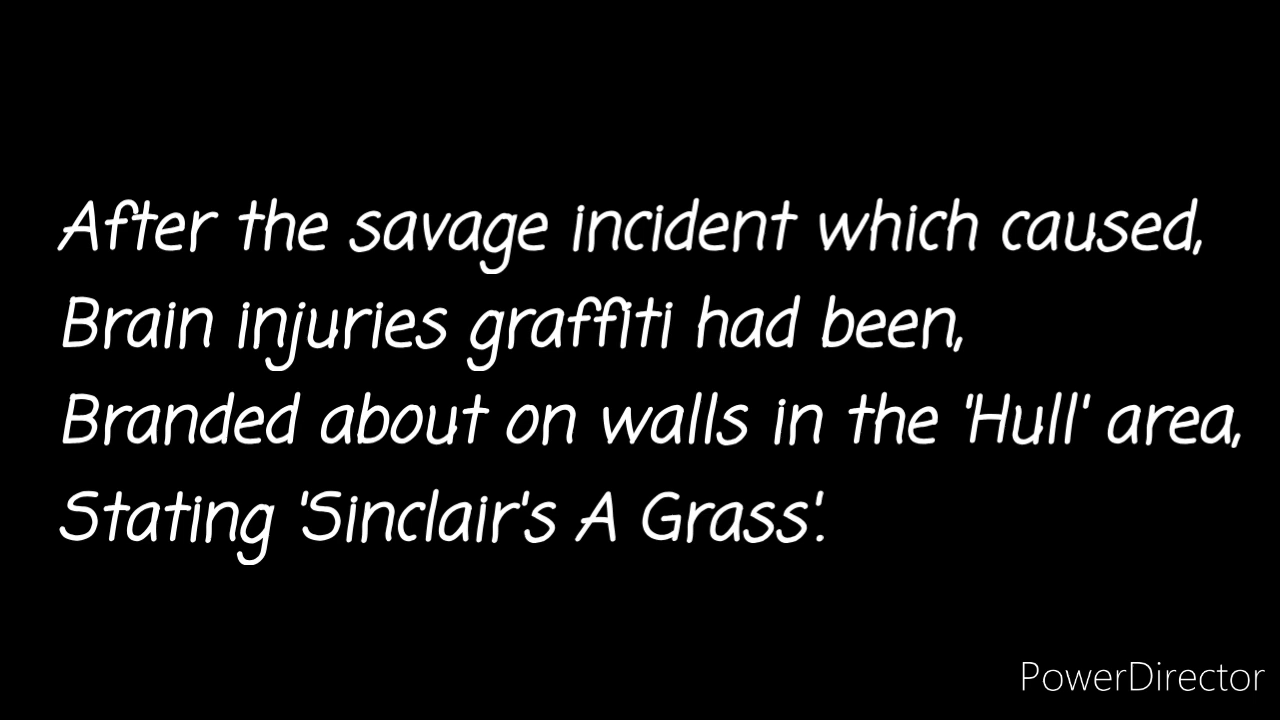 After the savage incident which caused,
Brain injuries graffiti had been,
Branded about on walls in the 'Hull' area,
Stating 'Sinclair's A Grass'.
PowerDirector